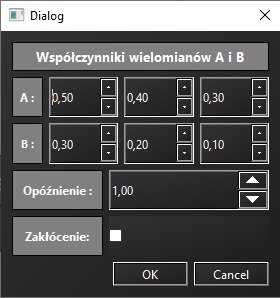 Dialog
Współczynniki wielomianów A i B
A : 0,50 0,40 0,30
B : 0,30 0,20 0,10
Opóźnienie : 1,00
Zakłócenie:
OK Cancel